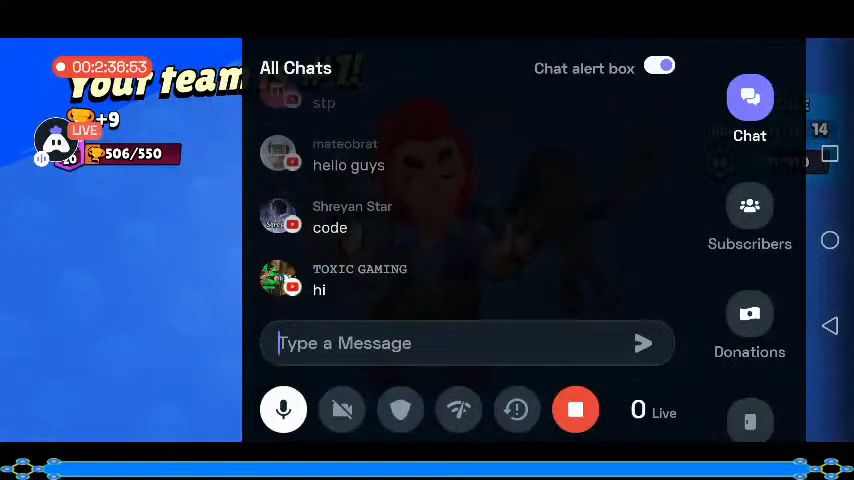 00:2:36:53
Your team
+9
LIVE
506/550
All Chats
Chat alert box
stp
mateobrat
hello guys
Shreyan Star
code
TOXIC GAMING
hi
Type a Message
0 Live
Chat
14
Subscribers
Donations